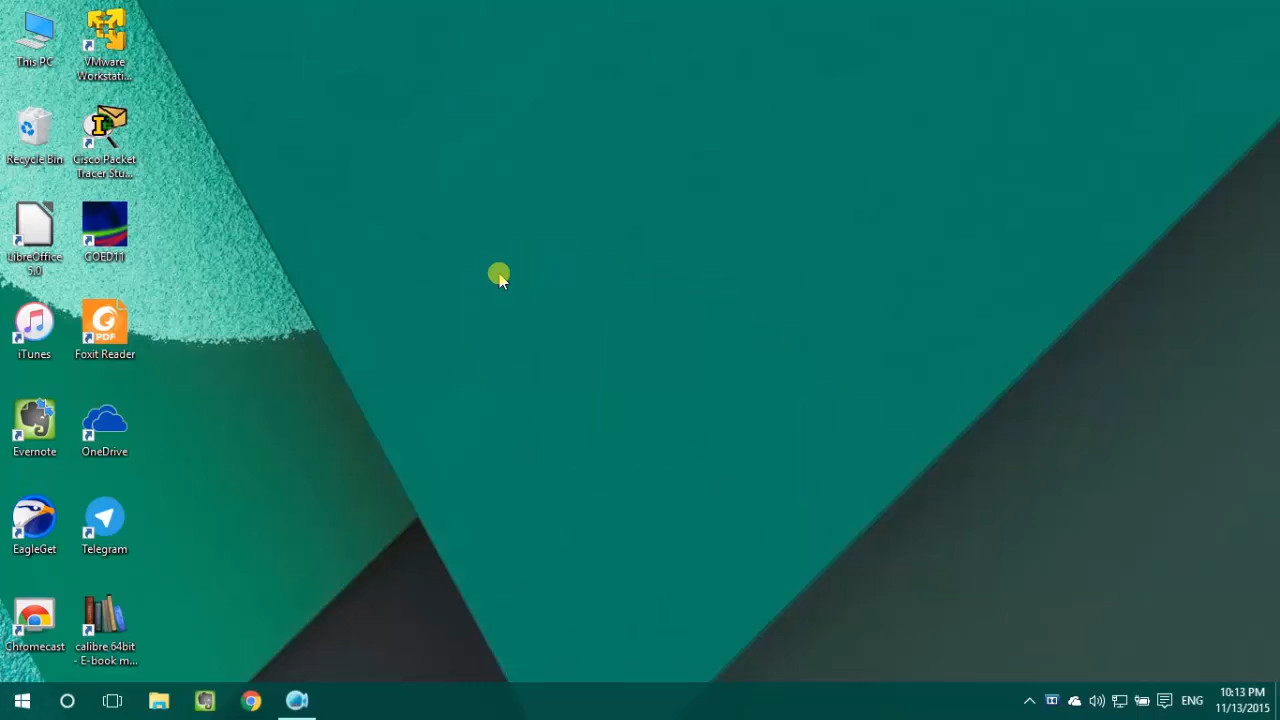 This PC
VMware
Workstati...
Recycle Bin
Cisco Packet
Tracer Stu...
LibreOffice
5.0
COED11
iTunes
PDF
Foxit Reader
Evernote
OneDrive
EagleGet
Telegram
Chromecast
calibre 64bit
- E-book m...
ENG
10:13 PM
11/13/2015